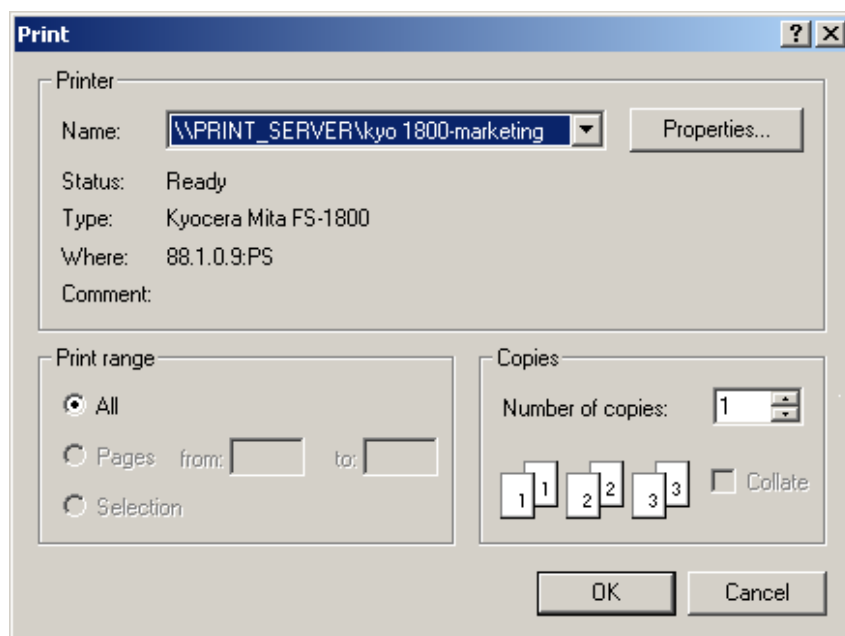 Print
Printer
Name: \\PRINT_SERVER\kyo 1800-marketing Properties...
Status: Ready
Type: Kyocera Mita FS-1800
Where: 88.1.0.9:PS
Comment:
Print range
All
Pages from: to:
Selection
Copies
Number of copies: 1
1 1 2 2 3 3 Collate
OK Cancel